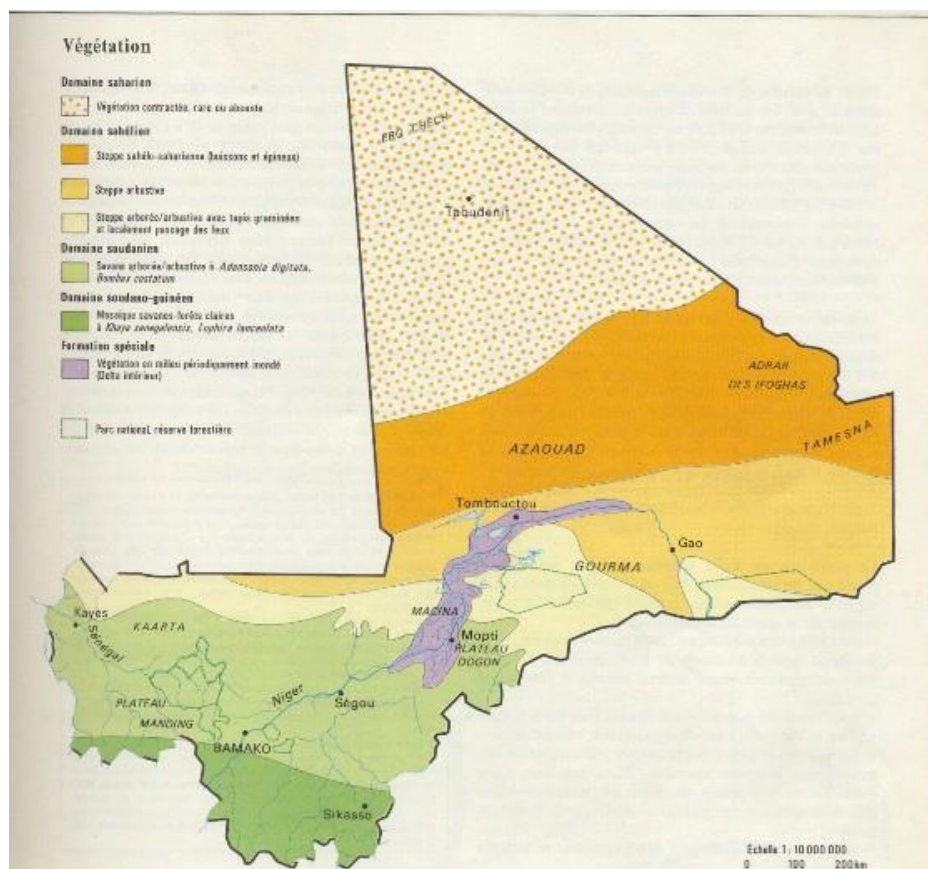 Végétation
Domaine saharien
Végétation contractée, rare ou absente
Domaine sahélien
Steppe sahélo-saharienne (buissons et épineux)
Steppe arbustive
Steppe arborée/arbustive avec tapis graminéen
et localement passage des feux
Domaine soudanien
Savane arborée/arbustive à Adansonia digitata,
Bombax costatum
Domaine soudano-guinéen
Mosaïque savanes-forêts claires
à Khaya senegalensis, Lophira lanceolata
Formation spéciale
Végétation en milieu périodiquement inondé
(Delta intérieur)
Parc national, réserve forestière
ERG CHECH
Taoudenit
ADRAR
DES IFOGHAS
AZAOUAD
TAMESNA
Tombouctou
Gao
GOURMA
MACINA
Kayes
KAARTA
Sénégal
Mopti
PLATEAU
DOGON
Niger
Ségou
PLATEAU
MANDING
BAMAKO
Sikasso
Echelle 1: 10 000 000
0 100 200 km